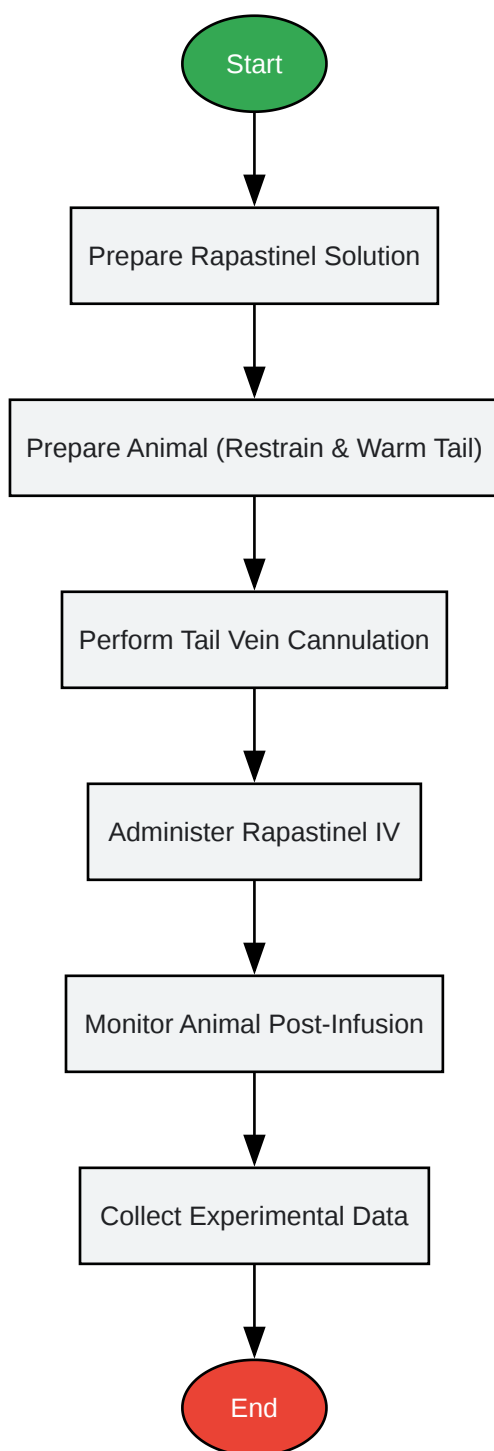 Start
Prepare Rapastinel Solution
Prepare Animal (Restrain & Warm Tail)
Perform Tail Vein Cannulation
Administer Rapastinel IV
Monitor Animal Post-Infusion
Collect Experimental Data
End